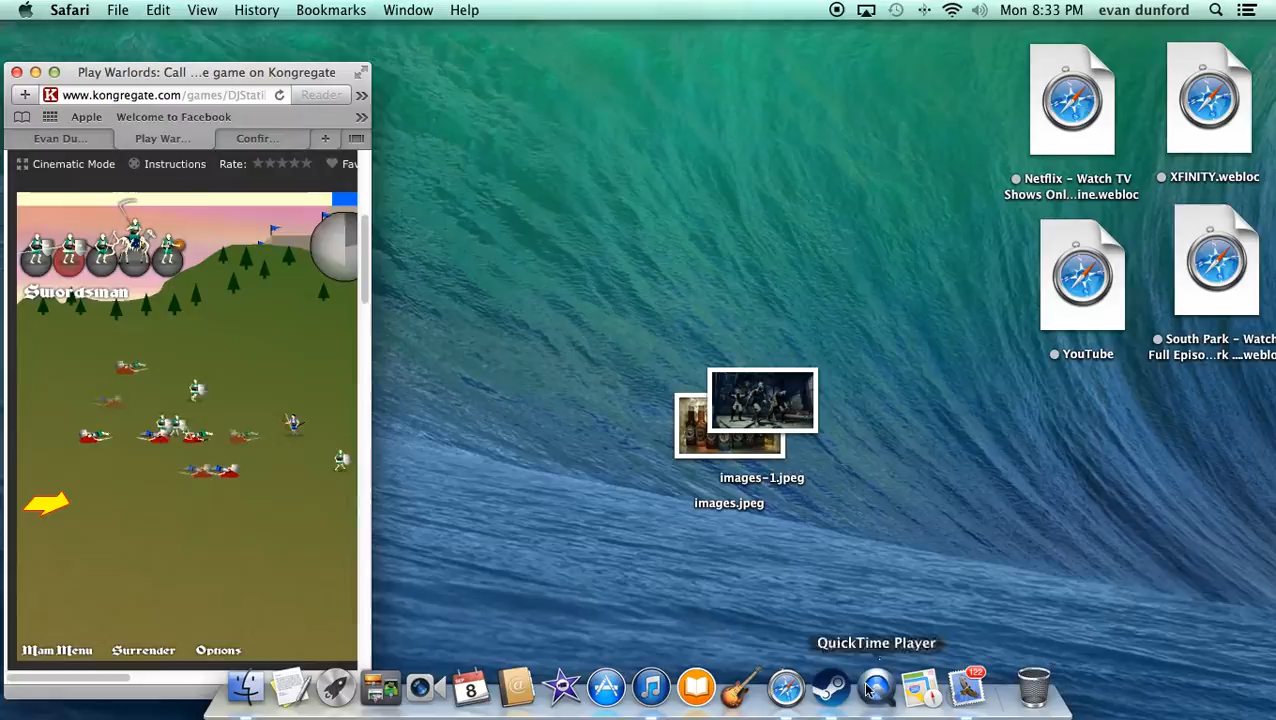 Safari File Edit View History Bookmarks Window Help Mon 8:33 PM evan dunford
Play Warlords: Call ...e game on Kongregate
K www.kongregate.com/games/DJStati Reader
Apple Welcome to Facebook
Evan Du... Play War... Confir...
Cinematic Mode Instructions Rate: Fav
Swordsman
Main Menu Surrender Options
Netflix - Watch TV
Shows Onl...ine.webloc
XFINITY.webloc
YouTube
South Park - Watch
Full Episo...rk ....weblo
images-1.jpeg
images.jpeg
QuickTime Player
8
122